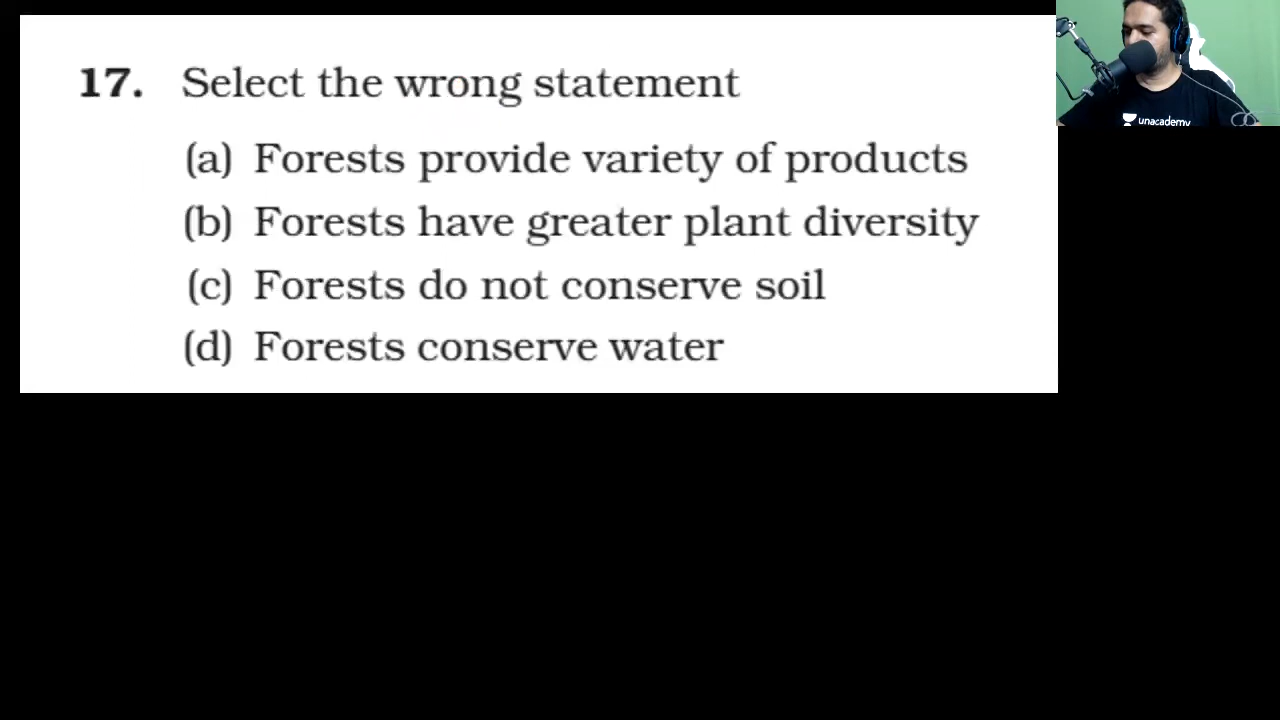 17. Select the wrong statement
(a) Forests provide variety of products
(b) Forests have greater plant diversity
(c) Forests do not conserve soil
(d) Forests conserve water
unacademy